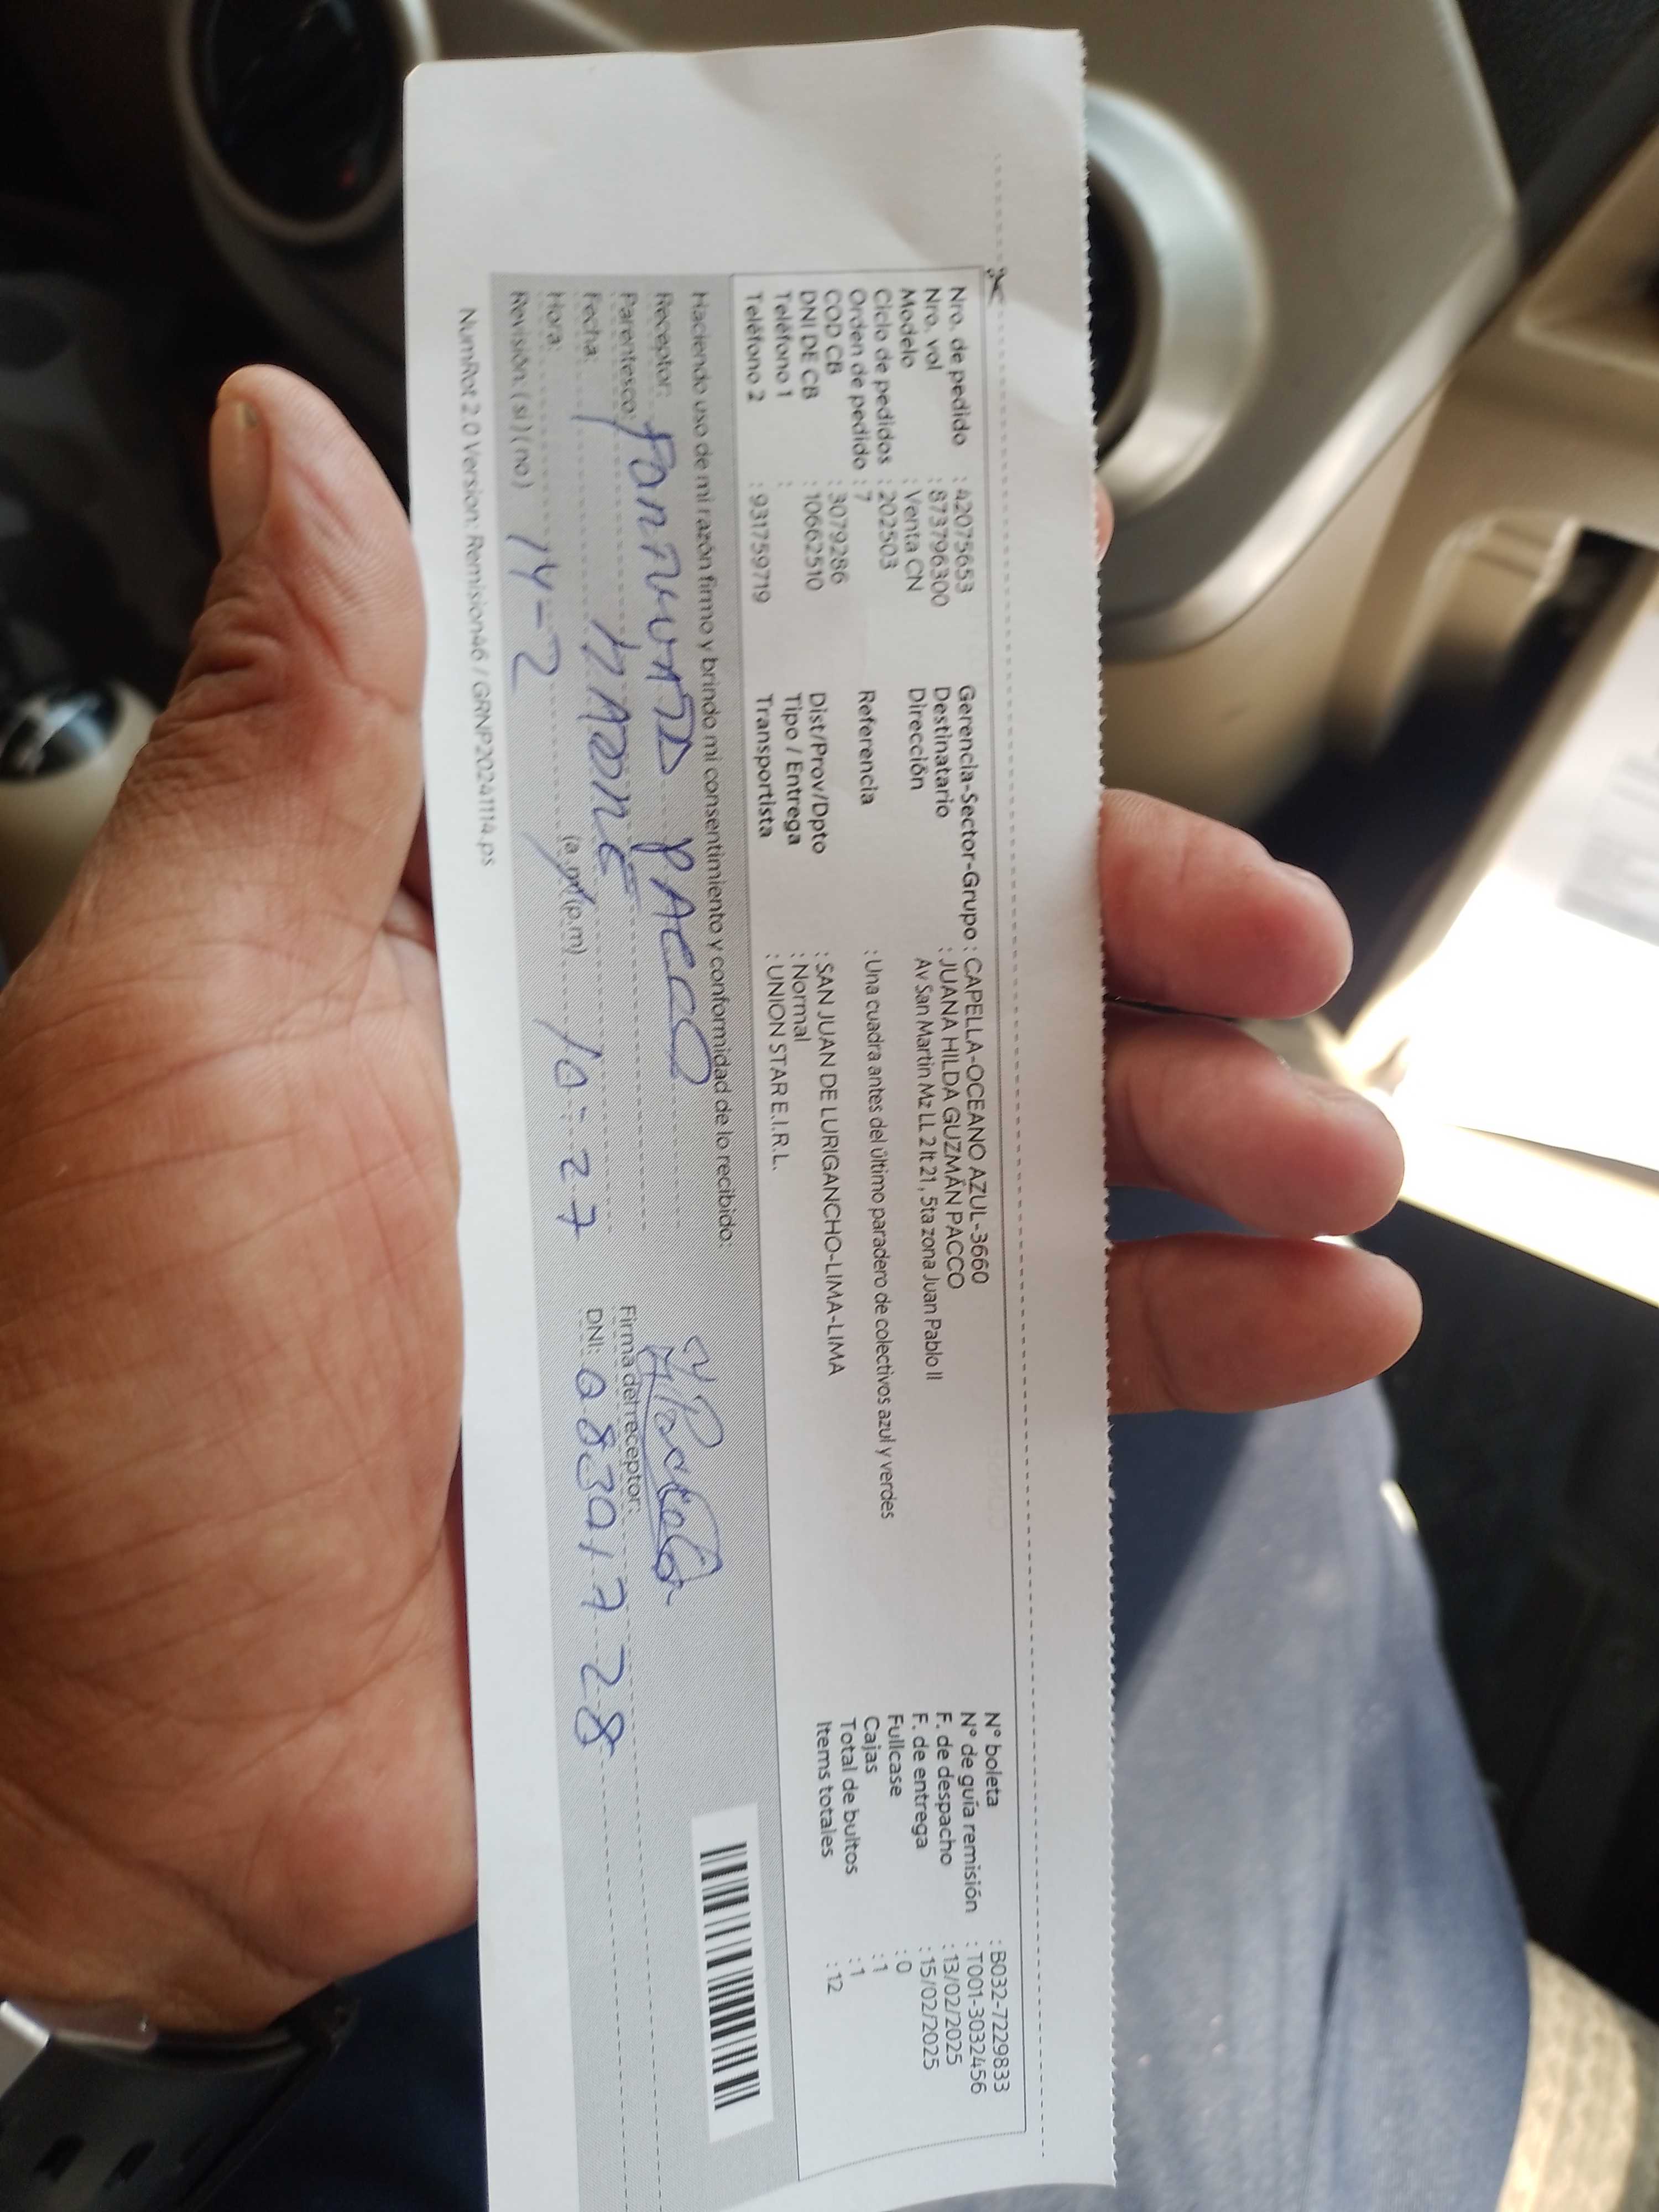 Nro. de pedido : 42075653
Nro. vol : 873796300
Modelo : Venta CN
Ciclo de pedidos : 202503
Orden de pedido : 7
COD CB : 3079286
DNI DE CB : 10662510
Teléfono 1 :
Teléfono 2 : 931759719
Gerencia-Sector-Grupo : CAPELLA-OCEANO AZUL-3660
Destinatario : JUANA HILDA GUZMÁN PACCO
Dirección Av San Martin Mz LL 2 lt 21, 5ta zona Juan Pablo II
Referencia : Una cuadra antes del último paradero de colectivos azul y verdes
Dist/Prov/Dpto : SAN JUAN DE LURIGANCHO-LIMA-LIMA
Tipo / Entrega : Normal
Transportista : UNION STAR E.I.R.L.
N° boleta : B032-7229833
N° de guía remisión : T001-3032456
F. de despacho : 13/02/2025
F. de entrega : 15/02/2025
Fullcase : 0
Cajas : 1
Total de bultos : 1
Items totales : 12
Haciendo uso de mi razón firmo y brindo mi consentimiento y conformidad de lo recibido:
Receptor: PACCO
Parentesco: MADRE
Fecha: 14-2
Hora: (a.m)(p.m) 10-27
Revisión: (si) (no)
Firma del receptor:
DNI:
NumRot 2.0 Version: Remision46 / GRNP20241114.ps